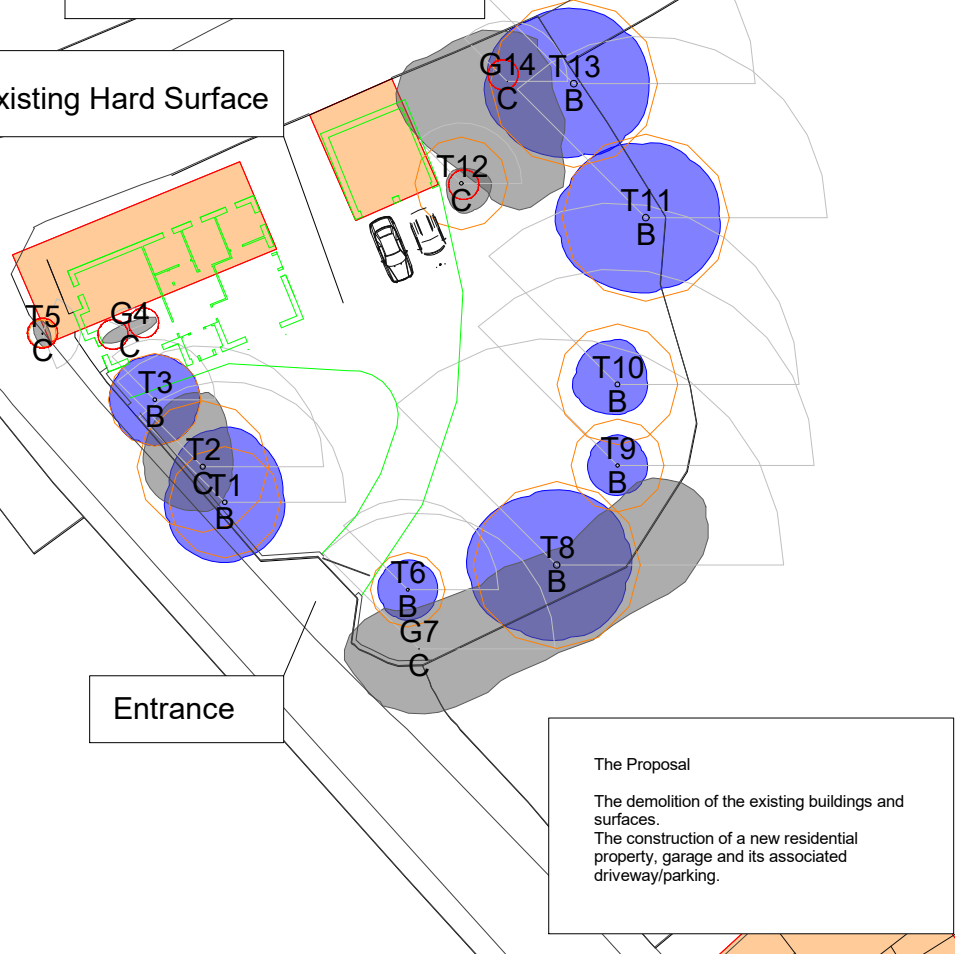 G14
C
T13
B
xisting Hard Surface
T12
C
T11
B
T5
C
G4
C
T3
B
T10
B
T2
C
T1
B
T9
B
T8
B
T6
B
G7
C
Entrance
The Proposal
The demolition of the existing buildings and
surfaces.
The construction of a new residential
property, garage and its associated
driveway/parking.